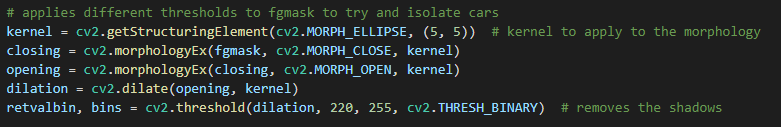 # applies different thresholds to fgmask to try and isolate cars
kernel = cv2.getStructuringElement(cv2.MORPH_ELLIPSE, (5, 5))  # kernel to apply to the morphology
closing = cv2.morphologyEx(fgmask, cv2.MORPH_CLOSE, kernel)
opening = cv2.morphologyEx(closing, cv2.MORPH_OPEN, kernel)
dilation = cv2.dilate(opening, kernel)
retvalbin, bins = cv2.threshold(dilation, 220, 255, cv2.THRESH_BINARY)  # removes the shadows